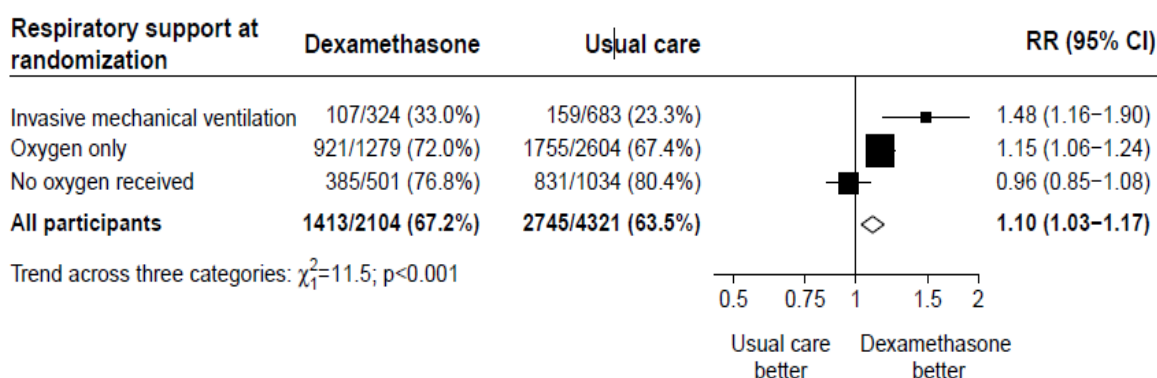 Respiratory support at randomization Dexamethasone Usual care RR (95% CI)
Invasive mechanical ventilation 107/324 (33.0%) 159/683 (23.3%) 1.48 (1.16−1.90)
Oxygen only 921/1279 (72.0%) 1755/2604 (67.4%) 1.15 (1.06−1.24)
No oxygen received 385/501 (76.8%) 831/1034 (80.4%) 0.96 (0.85−1.08)
All participants 1413/2104 (67.2%) 2745/4321 (63.5%) 1.10 (1.03−1.17)
Trend across three categories: χ²₁=11.5; p<0.001
0.5 0.75 1 1.5 2
Usual care better Dexamethasone better